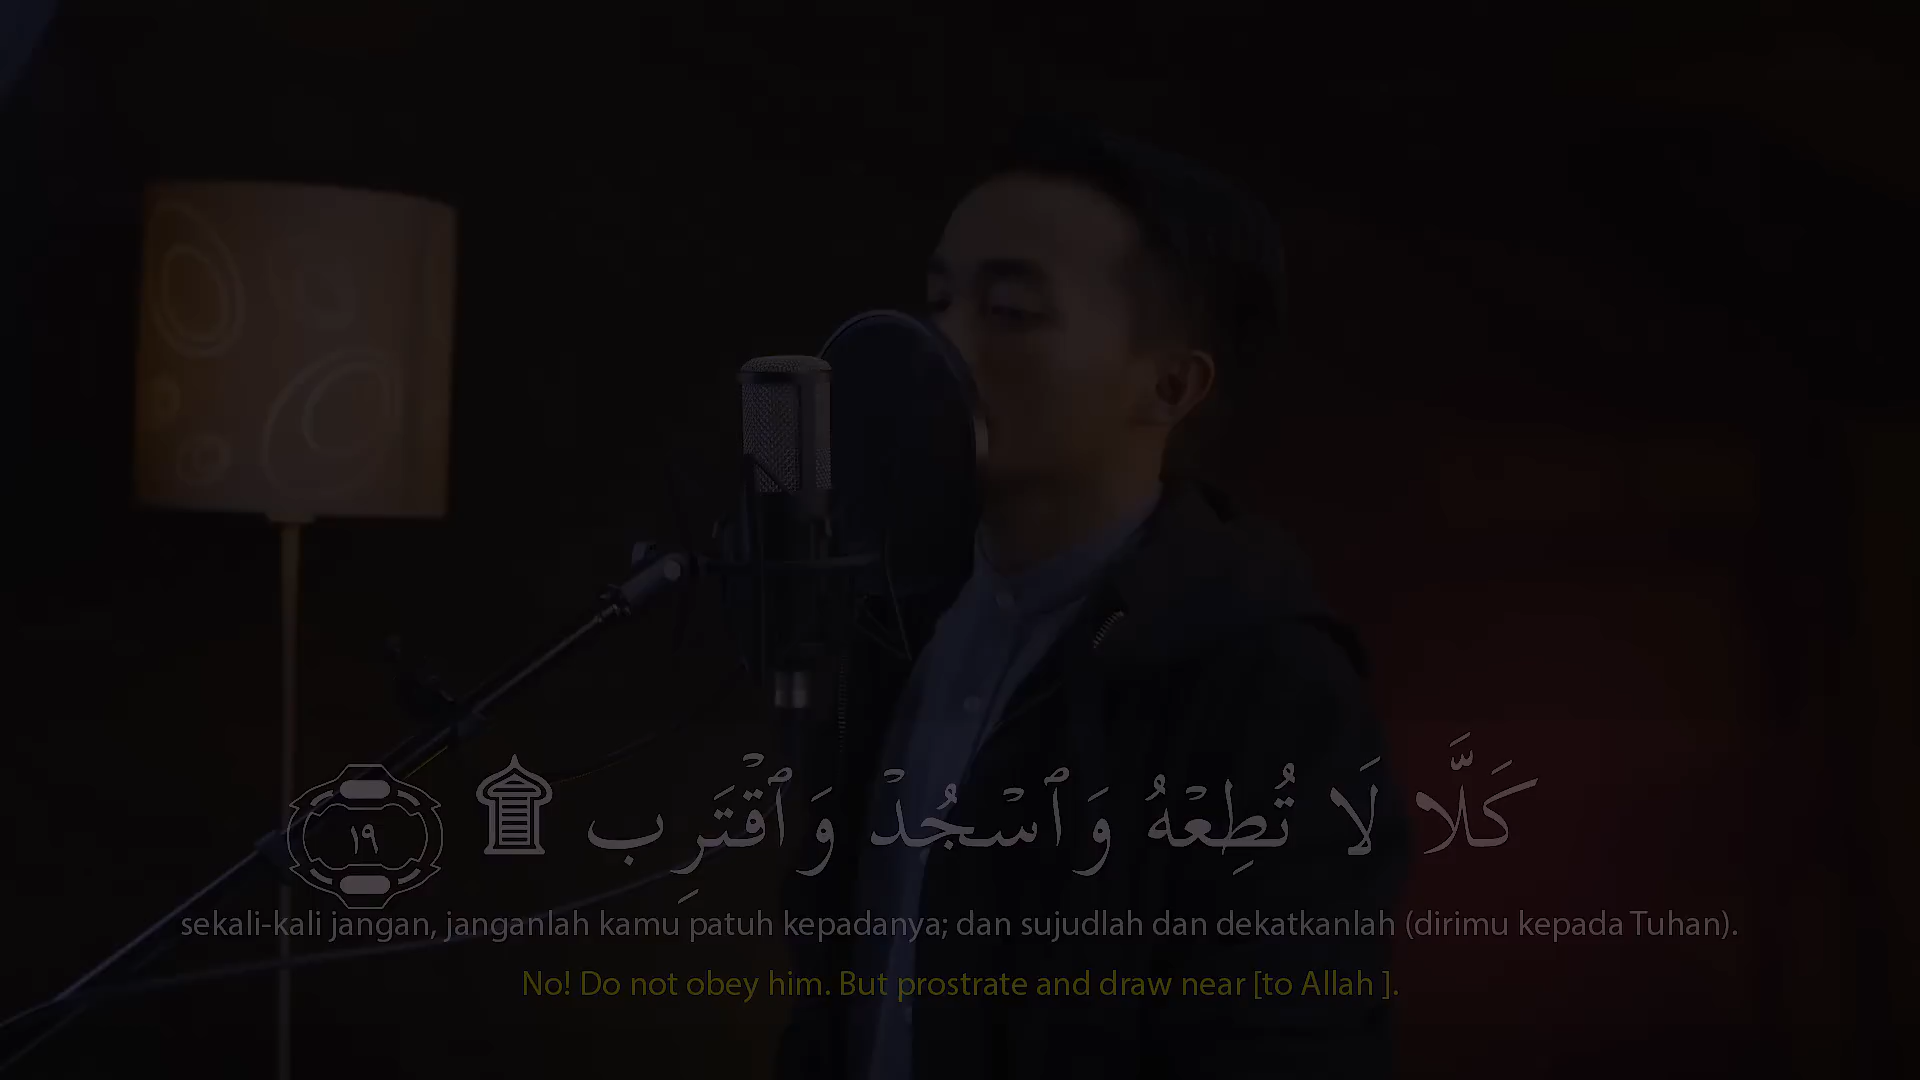 كَلَّا لَا تُطِعْهُ وَٱسْجُدْ وَٱقْتَرِب ۩ ١٩
sekali-kali jangan, janganlah kamu patuh kepadanya; dan sujudlah dan dekatkanlah (dirimu kepada Tuhan).
No! Do not obey him. But prostrate and draw near [to Allah ].